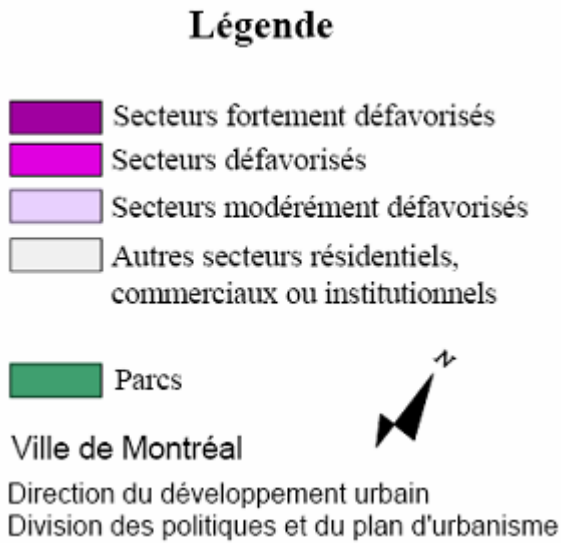 Légende
Secteurs fortement défavorisés
Secteurs défavorisés
Secteurs modérément défavorisés
Autres secteurs résidentiels,
commerciaux ou institutionnels
Parcs
N
Ville de Montréal
Direction du développement urbain
Division des politiques et du plan d'urbanisme